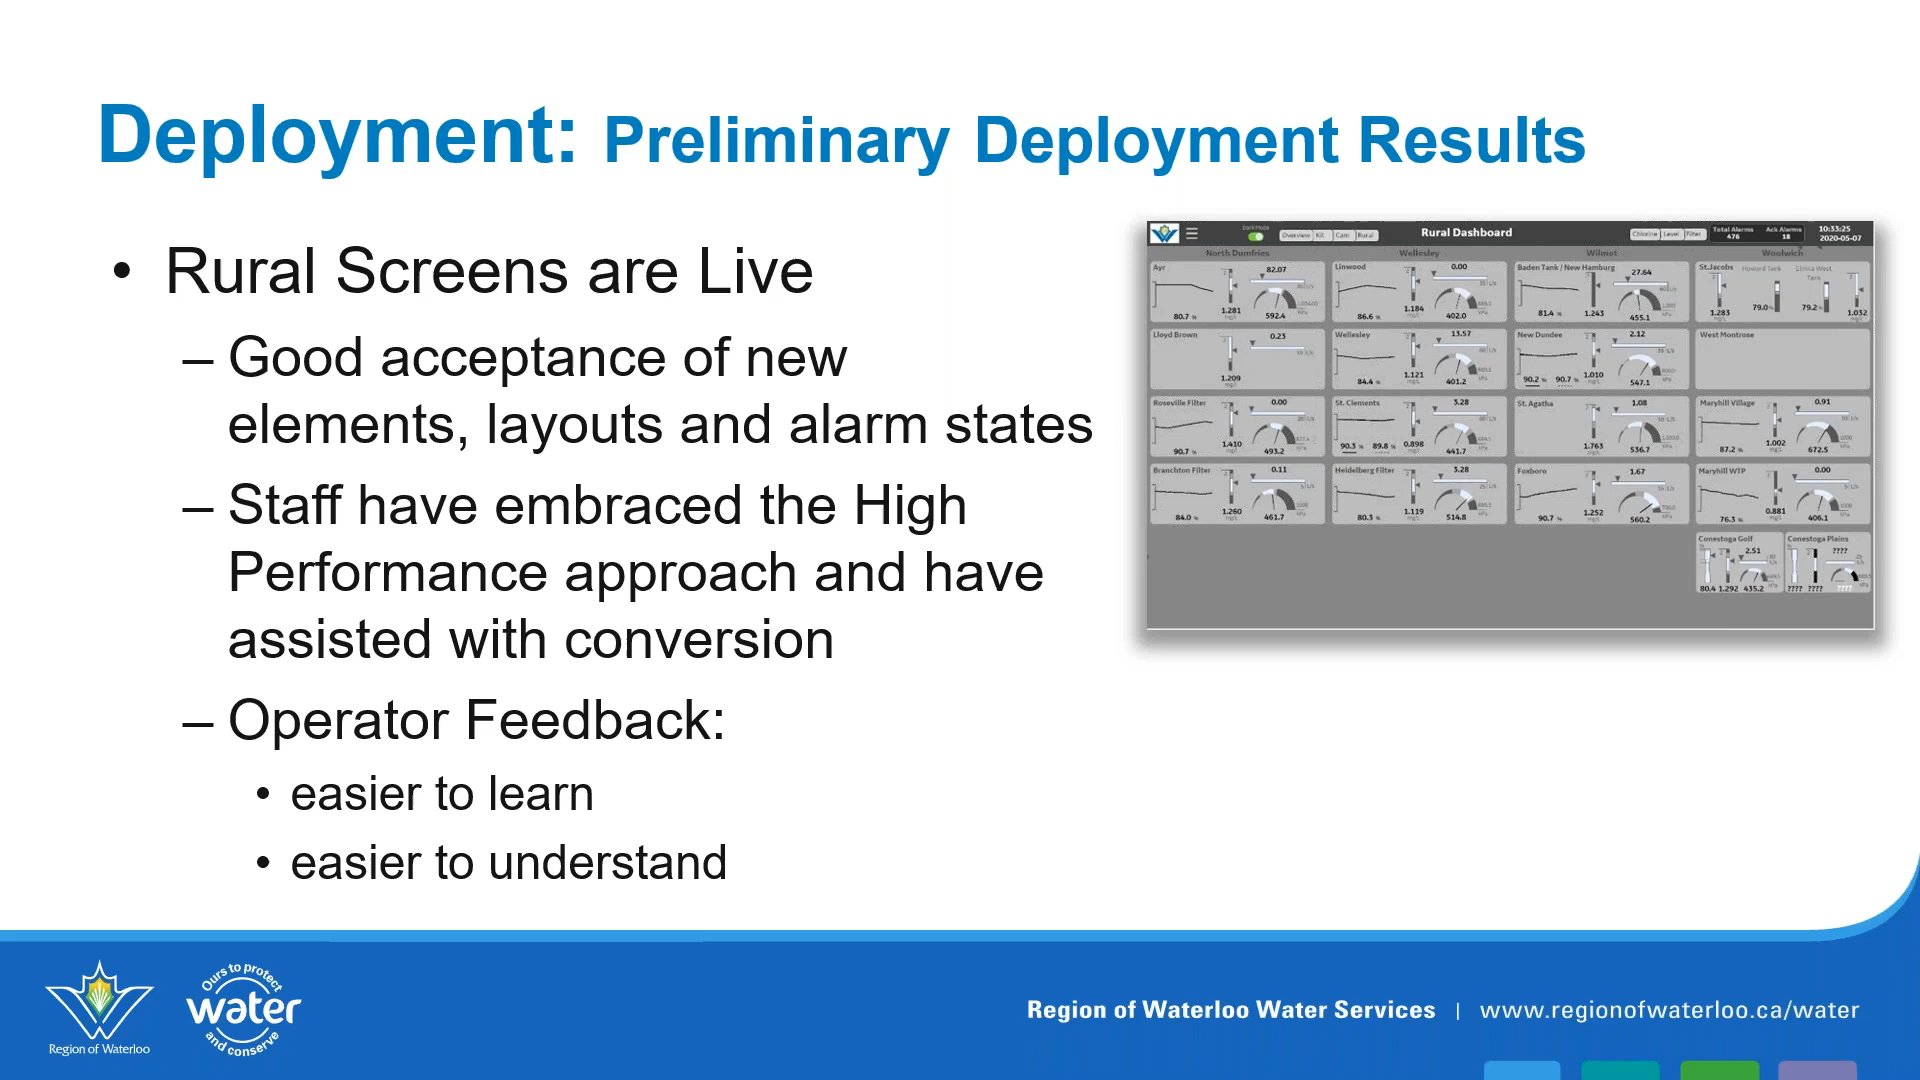 Deployment: Preliminary Deployment Results
• Rural Screens are Live
– Good acceptance of new
elements, layouts and alarm states
– Staff have embraced the High
Performance approach and have
assisted with conversion
– Operator Feedback:
• easier to learn
• easier to understand
Dark Mode
Overview Kit Cam Rural
Rural Dashboard
Chlorine Level Filter
Total Alarms
476
Ack Alarms
18
10:33:25
2020-05-07
North Dumfries Wellesley Wilmot Woolwich
Ayr 82.07
80.7 % 1.281 592.4
Linwood 0.00
86.6 % 1.184 402.0
Baden Tank / New Hamburg 27.64
81.4 % 1.243 455.1
St.Jacobs Howard Tank Elmira West Tank
1.283 79.0 79.2 1.032
Lloyd Brown 0.23
1.209
Wellesley 13.57
84.4 % 1.121 401.2
New Dundee 2.12
90.2 % 90.7 % 1.010 547.1
West Montrose
Roseville Filter 0.00
90.7 % 1.410 493.2
St. Clements 3.28
90.3 % 89.8 % 0.898 441.7
St. Agatha 1.08
1.763 536.7
Maryhill Village 0.91
87.2 % 1.002 672.5
Branchton Filter 0.11
84.0 % 1.260 461.7
Heidelberg Filter 3.28
80.3 % 1.119 514.8
Foxboro 1.67
90.7 % 1.252 560.2
Maryhill WTP 0.00
76.3 % 0.881 406.1
Conestoga Golf 2.51
80.4 1.292 435.2
Conestoga Plains ????
???? ???? ????
Region of Waterloo
Ours to protect
water
and conserve
Region of Waterloo Water Services | www.regionofwaterloo.ca/water